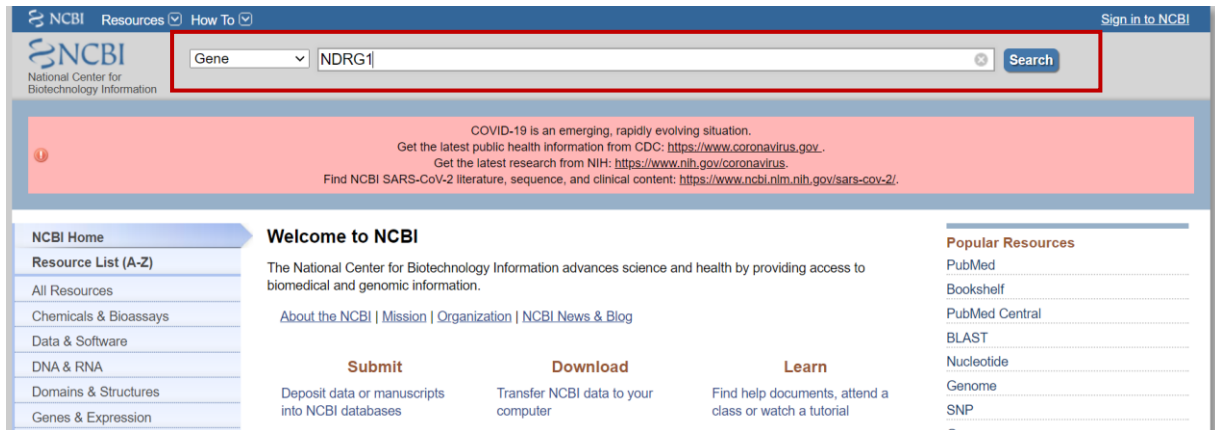 NCBI Resources How To Sign in to NCBI
NCBI
National Center for
Biotechnology Information
Gene NDRG1 Search
COVID-19 is an emerging, rapidly evolving situation.
Get the latest public health information from CDC: https://www.coronavirus.gov .
Get the latest research from NIH: https://www.nih.gov/coronavirus.
Find NCBI SARS-CoV-2 literature, sequence, and clinical content: https://www.ncbi.nlm.nih.gov/sars-cov-2/.
NCBI Home
Resource List (A-Z)
All Resources
Chemicals & Bioassays
Data & Software
DNA & RNA
Domains & Structures
Genes & Expression
Welcome to NCBI
The National Center for Biotechnology Information advances science and health by providing access to
biomedical and genomic information.
About the NCBI | Mission | Organization | NCBI News & Blog
Submit
Deposit data or manuscripts
into NCBI databases
Download
Transfer NCBI data to your
computer
Learn
Find help documents, attend a
class or watch a tutorial
Popular Resources
PubMed
Bookshelf
PubMed Central
BLAST
Nucleotide
Genome
SNP